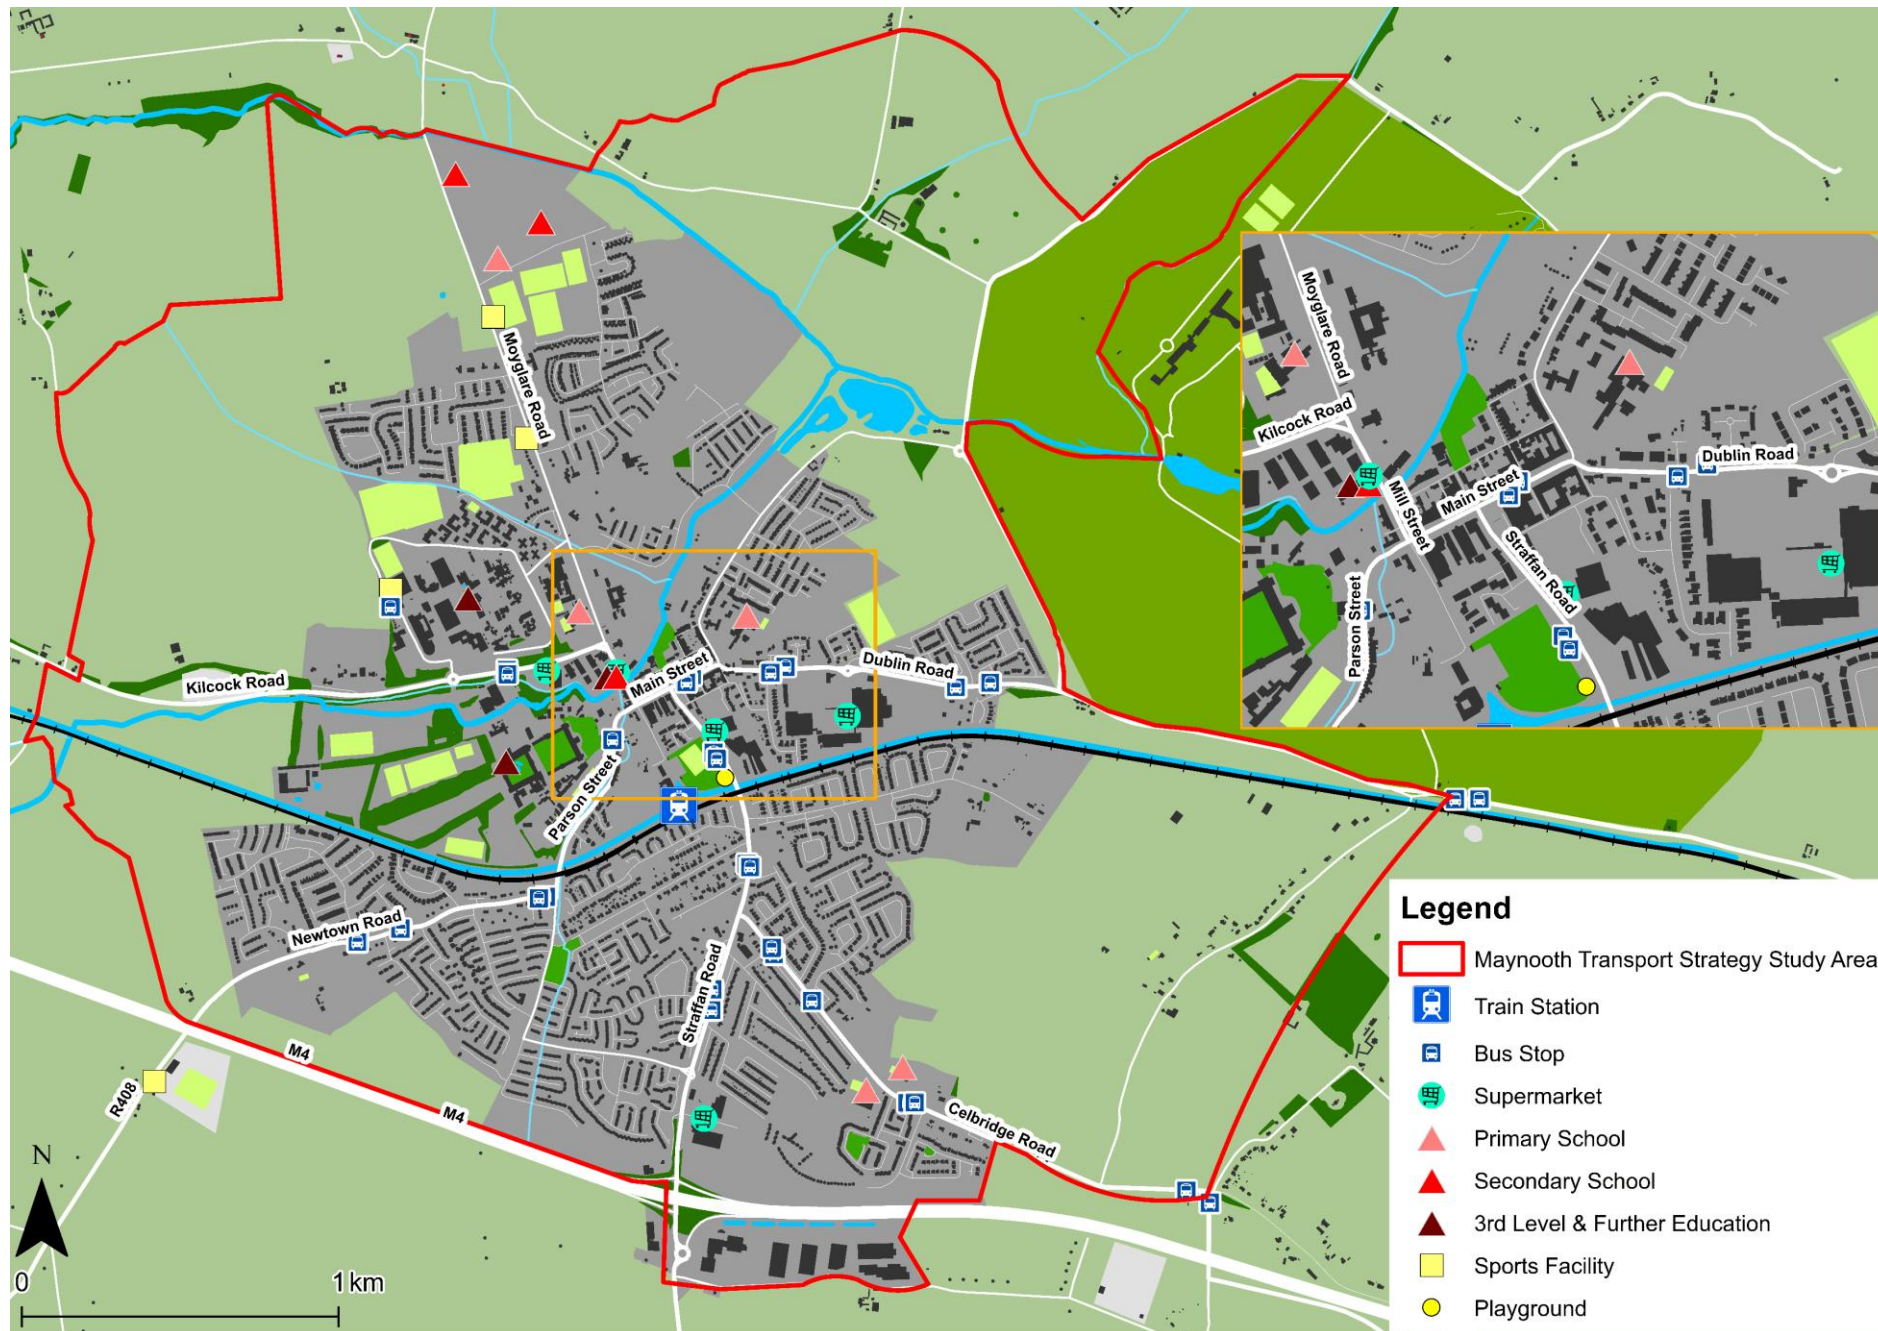 Moyglare Road
Moyglare Road
Kilcock Road
Dublin Road
Main Street
Mill Street
Straffan Road
Parson Street
Kilcock Road
Main Street
Dublin Road
Parson Street
Newtown Road
Straffan Road
Celbridge Road
M4
M4
R408
N
0 1 km
Legend
Maynooth Transport Strategy Study Area
Train Station
Bus Stop
Supermarket
Primary School
Secondary School
3rd Level & Further Education
Sports Facility
Playground